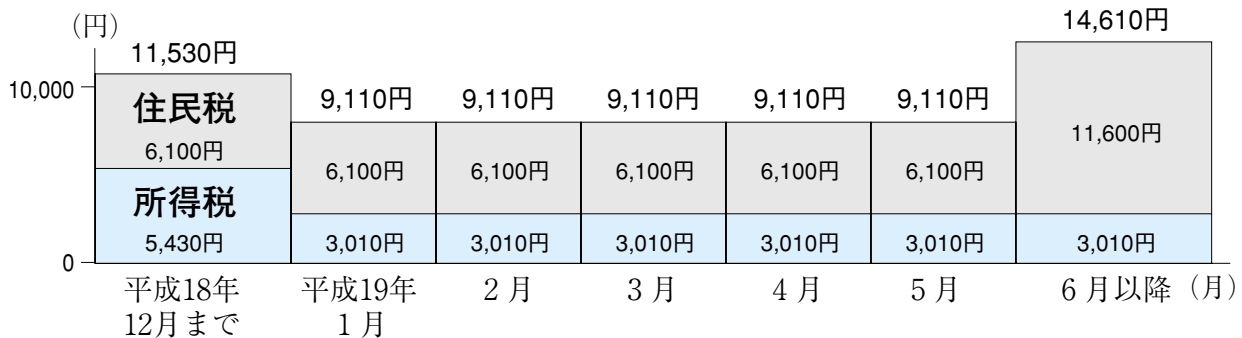 （円）
10,000
0
11,530円
住民税
6,100円
所得税
5,430円
平成18年
12月まで
9,110円
6,100円
3,010円
平成19年
1月
9,110円
6,100円
3,010円
2月
9,110円
6,100円
3,010円
3月
9,110円
6,100円
3,010円
4月
9,110円
6,100円
3,010円
5月
14,610円
11,600円
3,010円
6月以降
（月）